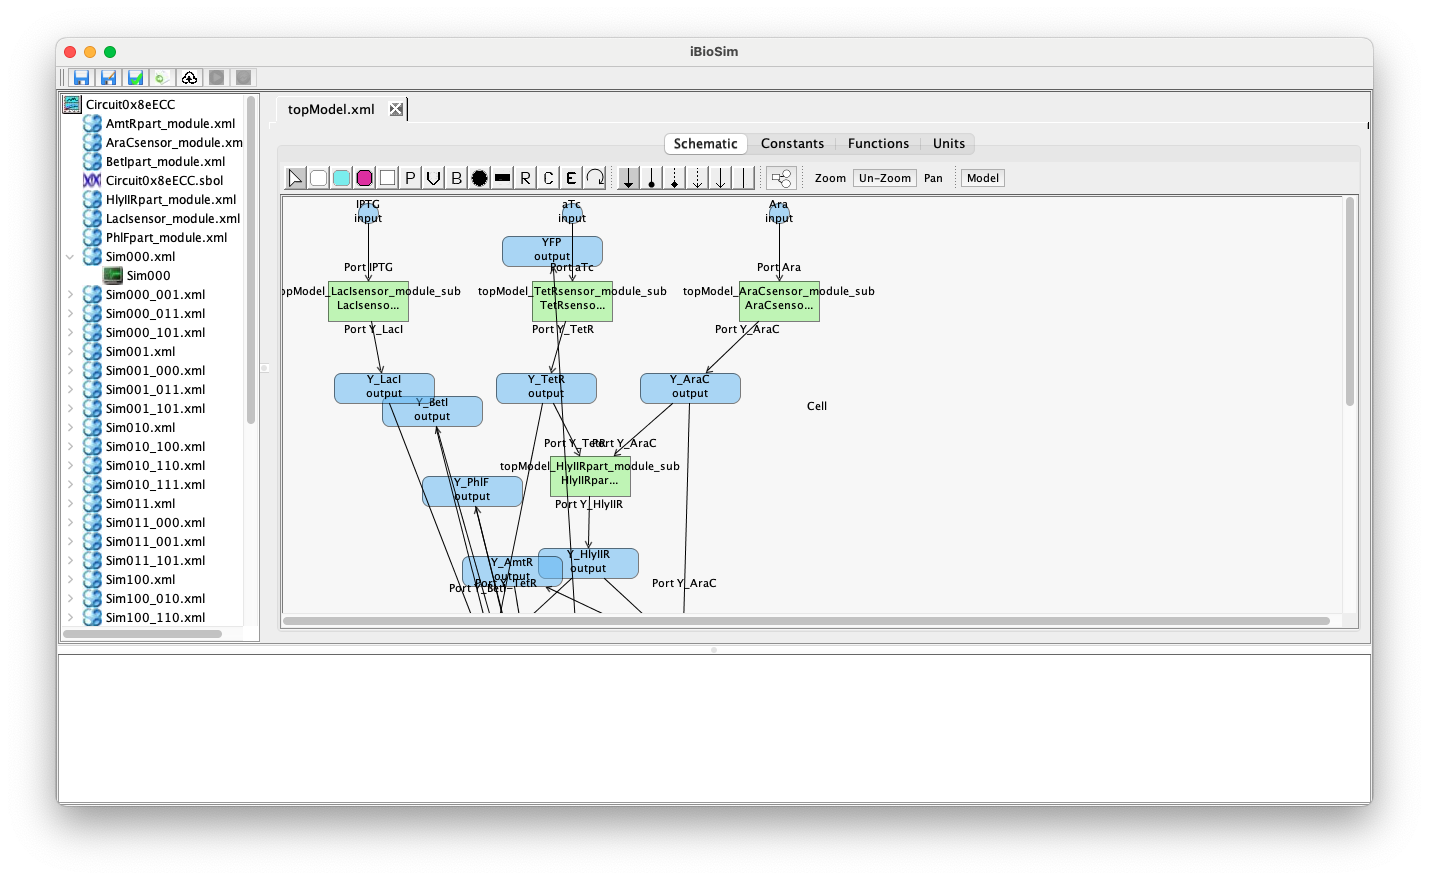 iBioSim
Circuit0x8eECC
AmtRpart_module.xml
AraCsensor_module.xm
BetIpart_module.xml
Circuit0x8eECC.sbol
HlyIIRpart_module.xml
LacIsensor_module.xml
PhlFpart_module.xml
Sim000.xml
Sim000
Sim000_001.xml
Sim000_011.xml
Sim000_101.xml
Sim001.xml
Sim001_000.xml
Sim001_011.xml
Sim001_101.xml
Sim010.xml
Sim010_100.xml
Sim010_110.xml
Sim010_111.xml
Sim011.xml
Sim011_000.xml
Sim011_001.xml
Sim011_101.xml
Sim100.xml
Sim100_010.xml
Sim100_110.xml
topModel.xml
Schematic Constants Functions Units
P V B R C E Zoom Un-Zoom Pan Model
IPTG
input
aTc
input
Ara
input
YFP
output
Port IPTG
Port aTc
Port Ara
opModel_LacIsensor_module_sub
LacIsenso...
topModel_TetRsensor_module_sub
TetRsenso...
topModel_AraCsensor_module_sub
AraCsenso...
Port Y_LacI
Port Y_TetR
Port Y_AraC
Y_LacI
output
Y_TetR
output
Y_AraC
output
Y_BetI
output
Cell
Port Y_TetR
Port Y_AraC
topModel_HlyIIRpart_module_sub
HlyIIRpar...
Y_PhlF
output
Port Y_HlyIIR
Y_AmtR
output
Y_HlyIIR
output
Port Y_BetI
Port Y_TetR
Port Y_AraC